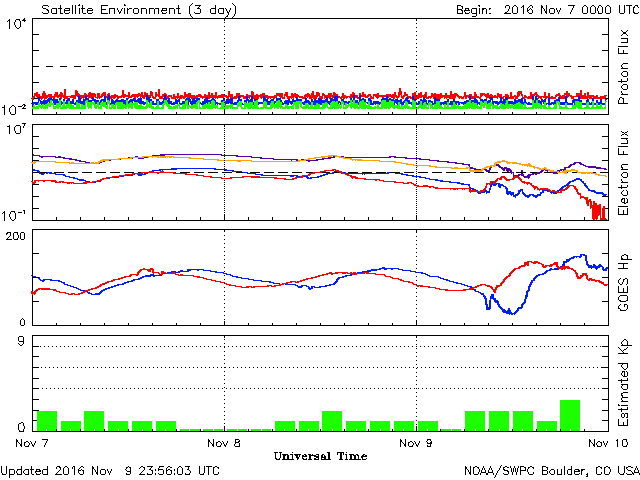 Satellite Environment (3 day) Begin: 2016 Nov 7 0000 UTC
10⁴
Proton Flux
10⁻²
10⁷
Electron Flux
10⁻¹
200
GOES Hp
0
9
Estimated Kp
0
Nov 7 Nov 8 Nov 9 Nov 10
Universal Time
Updated 2016 Nov 9 23:56:03 UTC NOAA/SWPC Boulder, CO USA